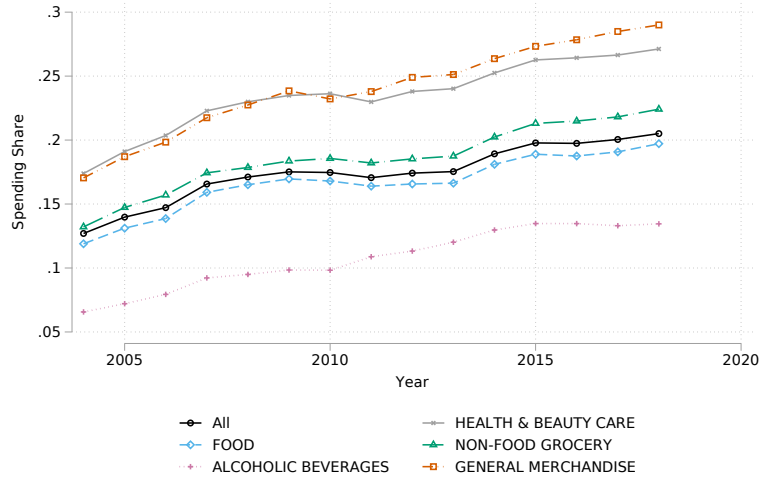 .3
.25
.2
.15
.1
.05
Spending Share
2005 2010 2015 2020
Year
All HEALTH & BEAUTY CARE
FOOD NON-FOOD GROCERY
ALCOHOLIC BEVERAGES GENERAL MERCHANDISE